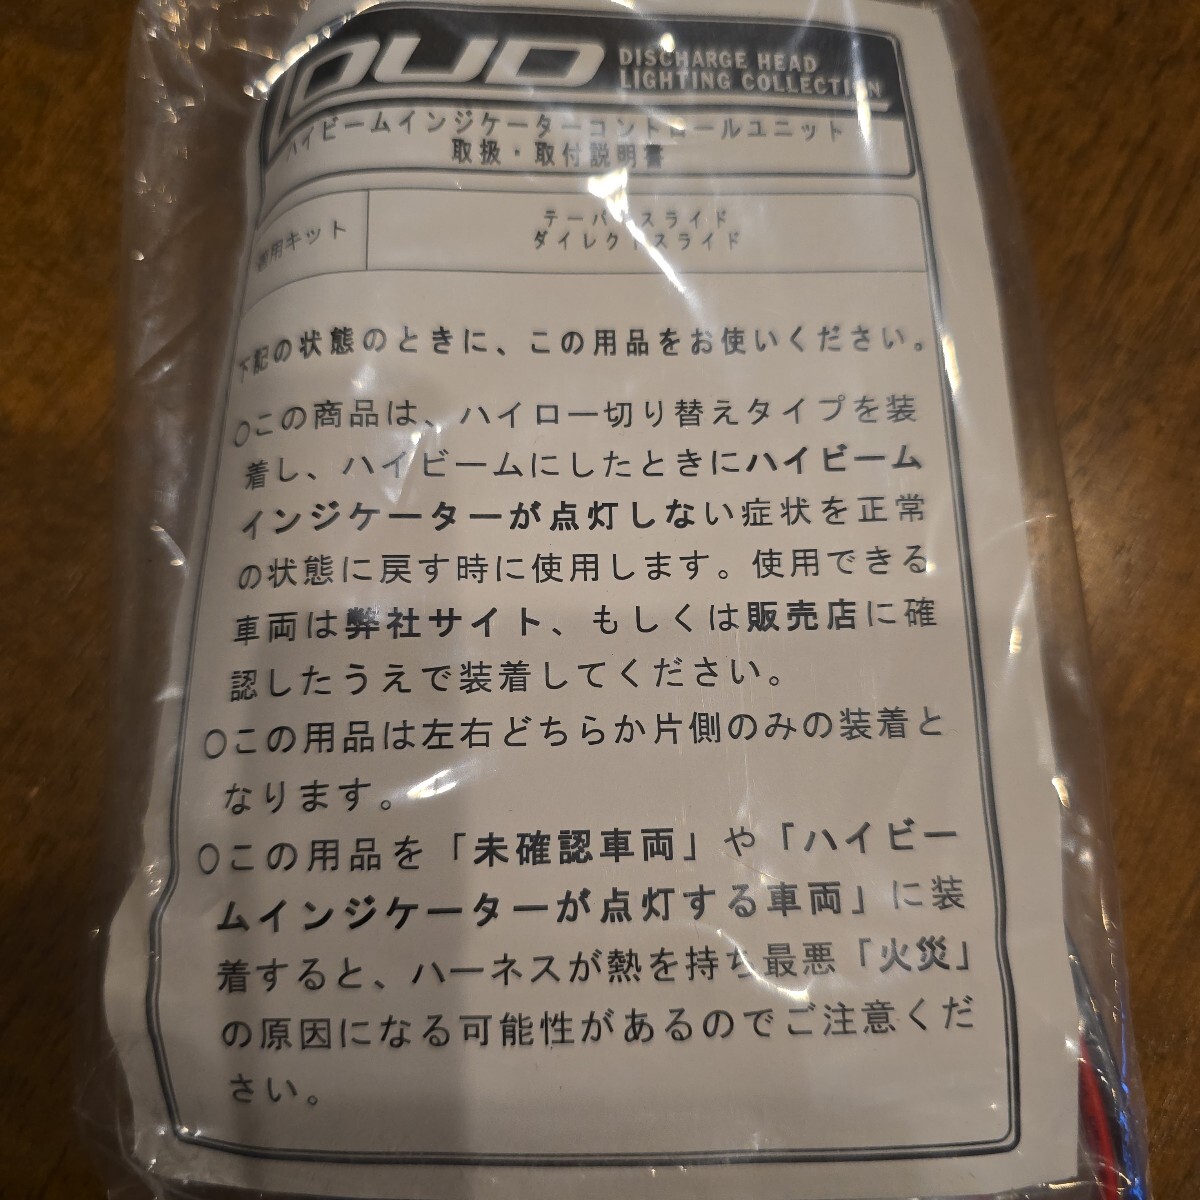 DISCHARGE HEAD
LIGHTING COLLECTION
ハイビームインジケーターコントロールユニット
取扱・取付説明書
適用キット
テーパースライド
ダイレクトスライド
下記の状態のときに、この用品をお使いください。
○この商品は、ハイロー切り替えタイプを装
着し、ハイビームにしたときにハイビーム
インジケーターが点灯しない症状を正常
の状態に戻す時に使用します。使用できる
車両は弊社サイト、もしくは販売店に確
認したうえで装着してください。
○この用品は左右どちらか片側のみの装着と
なります。
○この用品を「未確認車両」や「ハイビー
ムインジケーターが点灯する車両」に装
着すると、ハーネスが熱を持ち最悪「火災」
の原因になる可能性があるのでご注意くだ
さい。